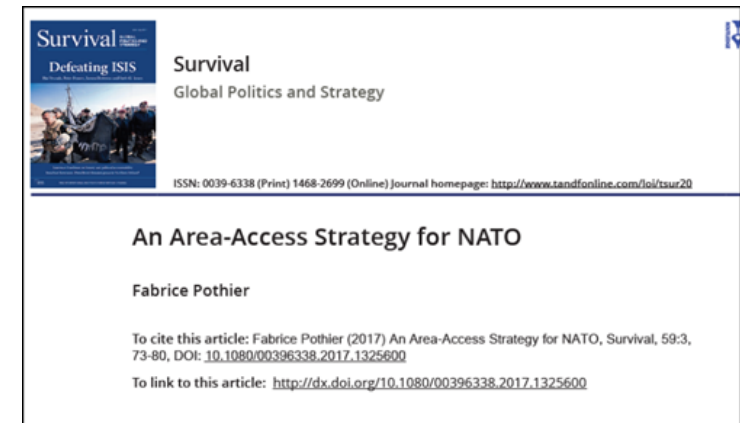 Survival
Defeating ISIS
Survival
Global Politics and Strategy
ISSN: 0039-6338 (Print) 1468-2699 (Online) Journal homepage: http://www.tandfonline.com/loi/tsur20
An Area-Access Strategy for NATO
Fabrice Pothier
To cite this article: Fabrice Pothier (2017) An Area-Access Strategy for NATO, Survival, 59:3,
73-80, DOI: 10.1080/00396338.2017.1325600
To link to this article: http://dx.doi.org/10.1080/00396338.2017.1325600